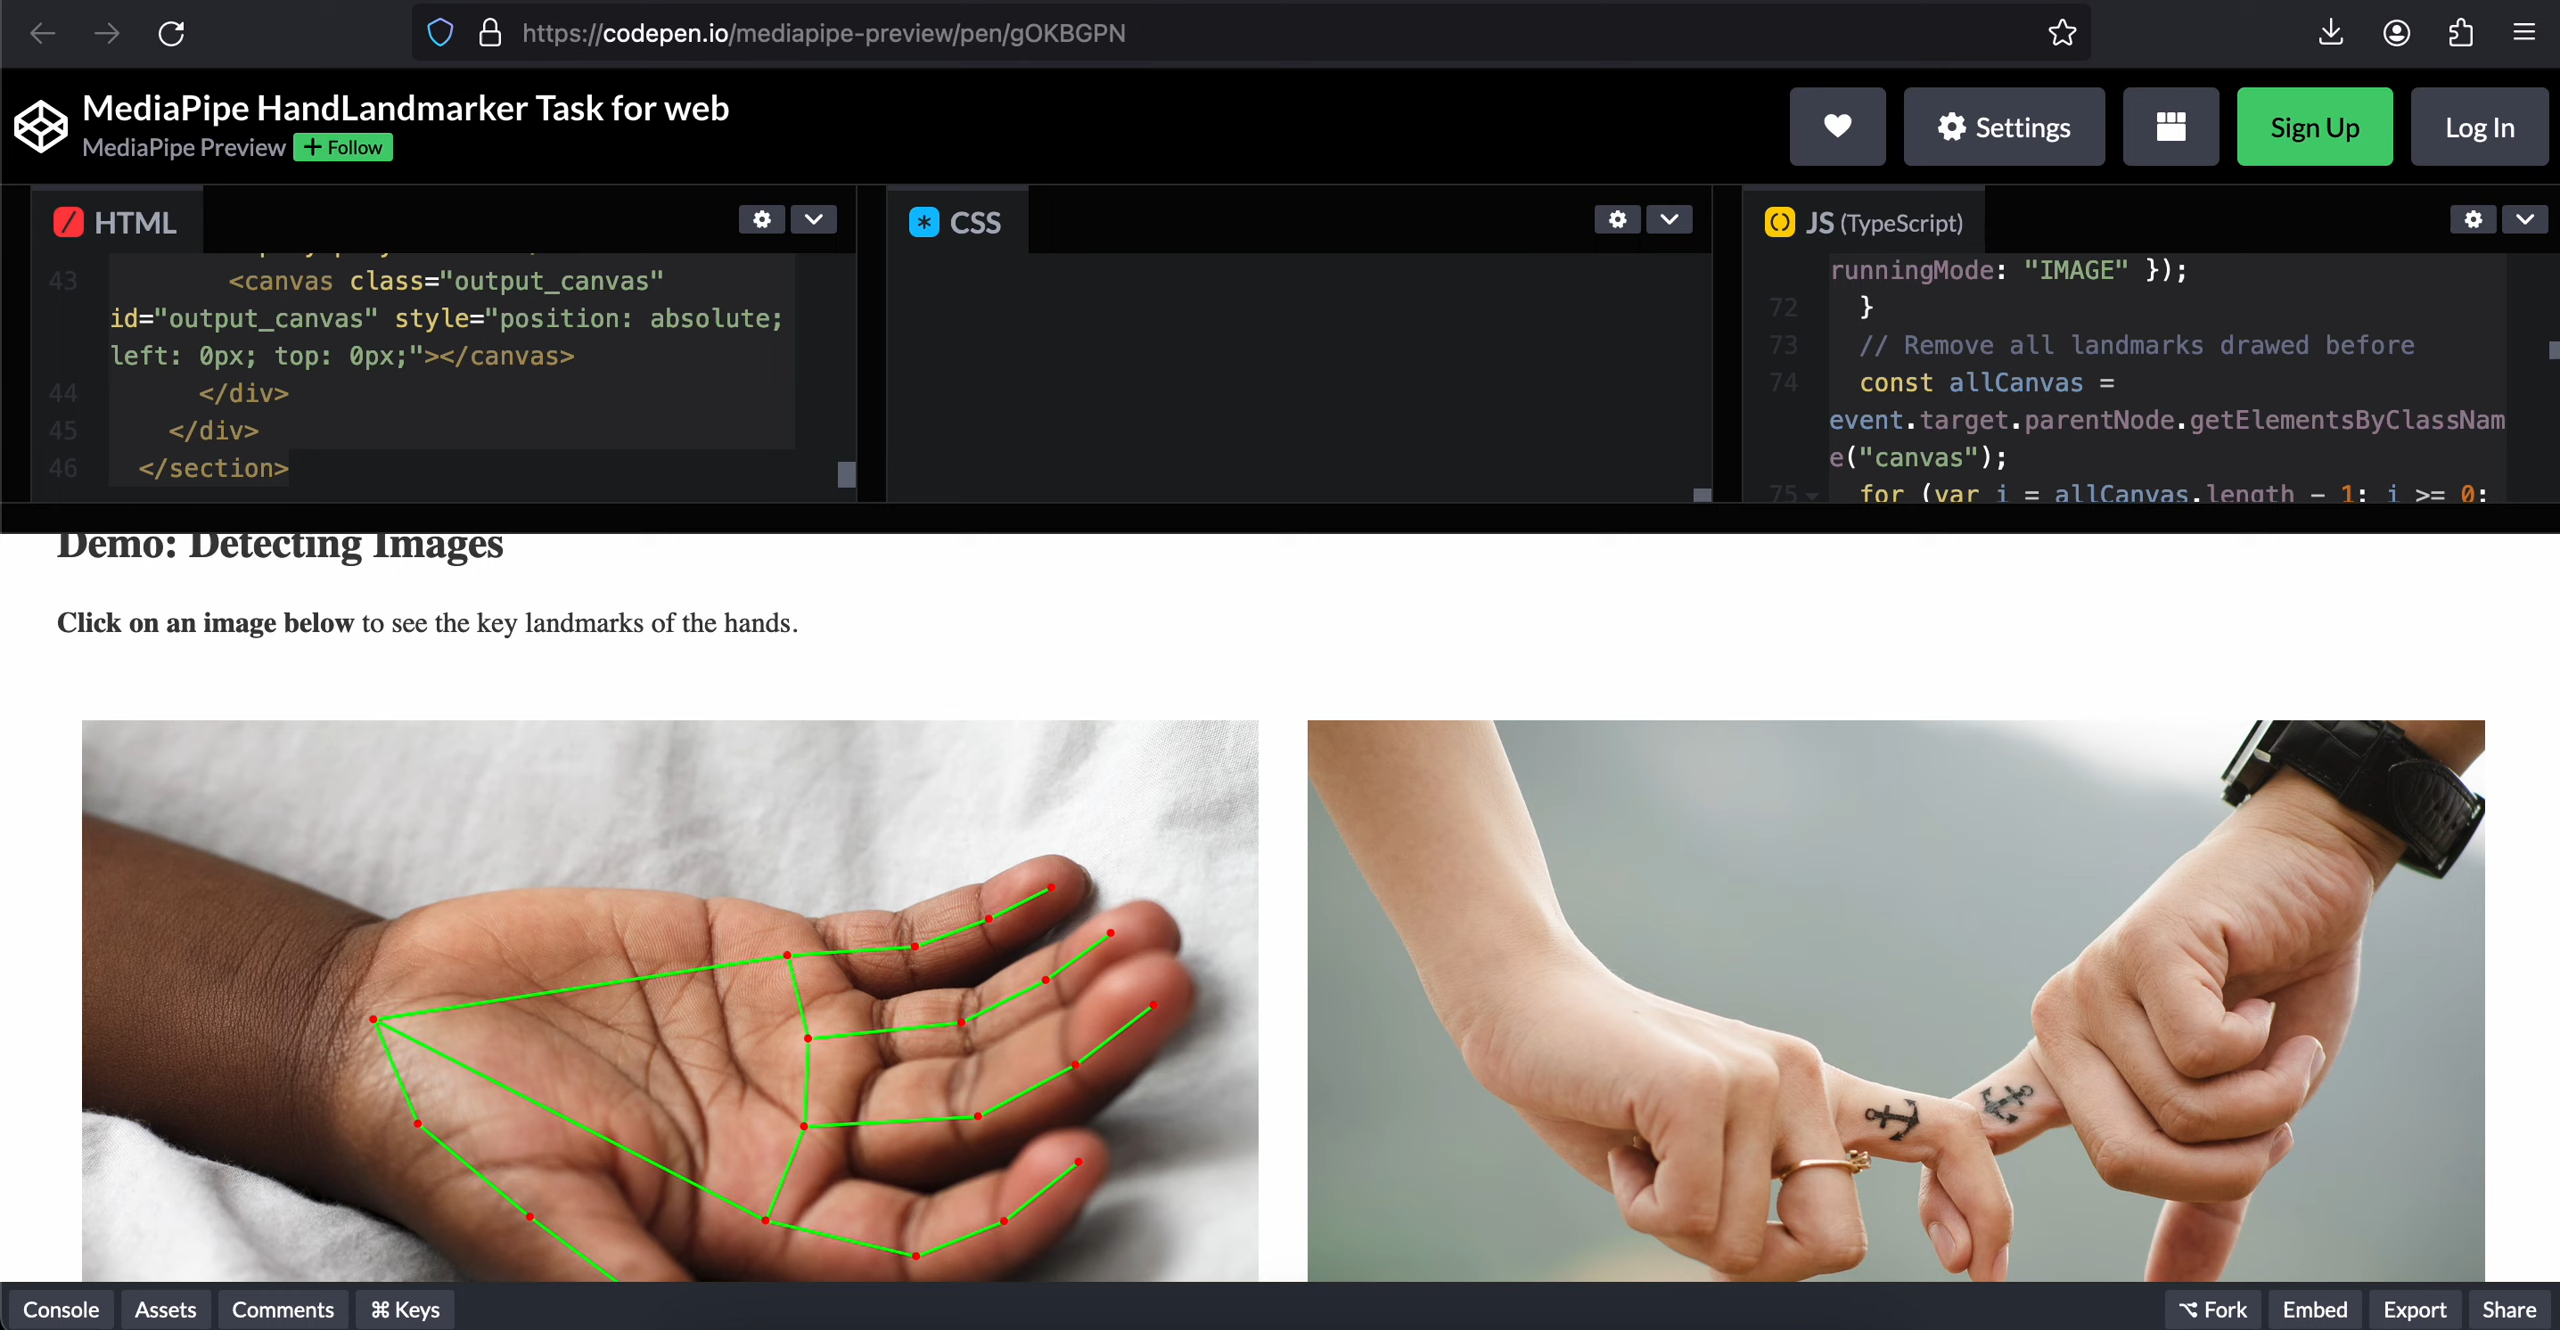 https://codepen.io/mediapipe-preview/pen/gOKBGPN
MediaPipe HandLandmarker Task for web
MediaPipe Preview + Follow
Settings
Sign Up
Log In
HTML
43 <canvas class="output_canvas"
id="output_canvas" style="position: absolute;
left: 0px; top: 0px;"></canvas>
44 </div>
45 </div>
46 </section>
CSS
JS (TypeScript)
runningMode: "IMAGE" });
72 }
73 // Remove all landmarks drawed before
74 const allCanvas =
event.target.parentNode.getElementsByClassNam
e("canvas");
75 for (var i = allCanvas.length - 1; i >= 0;
Demo: Detecting Images
Click on an image below to see the key landmarks of the hands.
Console
Assets
Comments
⌘ Keys
Fork
Embed
Export
Share